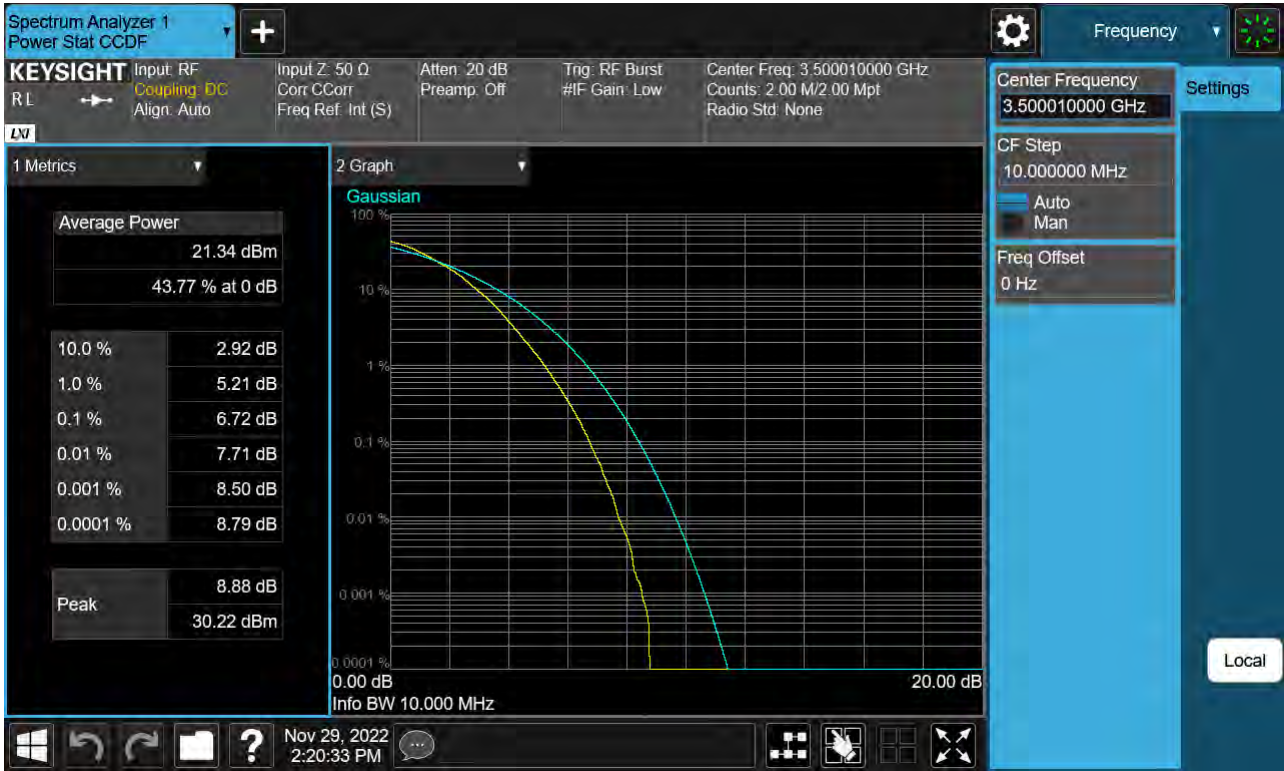 Spectrum Analyzer 1
Power Stat CCDF
Frequency
KEYSIGHT
RL
LXI
Input: RF
Coupling: DC
Align: Auto
Input Z: 50 Ω
Corr CCorr
Freq Ref: Int (S)
Atten: 20 dB
Preamp: Off
Trig: RF Burst
#IF Gain: Low
Center Freq: 3.500010000 GHz
Counts: 2.00 M/2.00 Mpt
Radio Std: None
Center Frequency
3.500010000 GHz
Settings
CF Step
10.000000 MHz
Auto
Man
Freq Offset
0 Hz
Local
1 Metrics
Average Power
21.34 dBm
43.77 % at 0 dB
10.0 % 2.92 dB
1.0 % 5.21 dB
0.1 % 6.72 dB
0.01 % 7.71 dB
0.001 % 8.50 dB
0.0001 % 8.79 dB
Peak
8.88 dB
30.22 dBm
2 Graph
Gaussian
100 %
10 %
1 %
0.1 %
0.01 %
0.001 %
0.0001 %
0.00 dB 20.00 dB
Info BW 10.000 MHz
?
Nov 29, 2022
2:20:33 PM